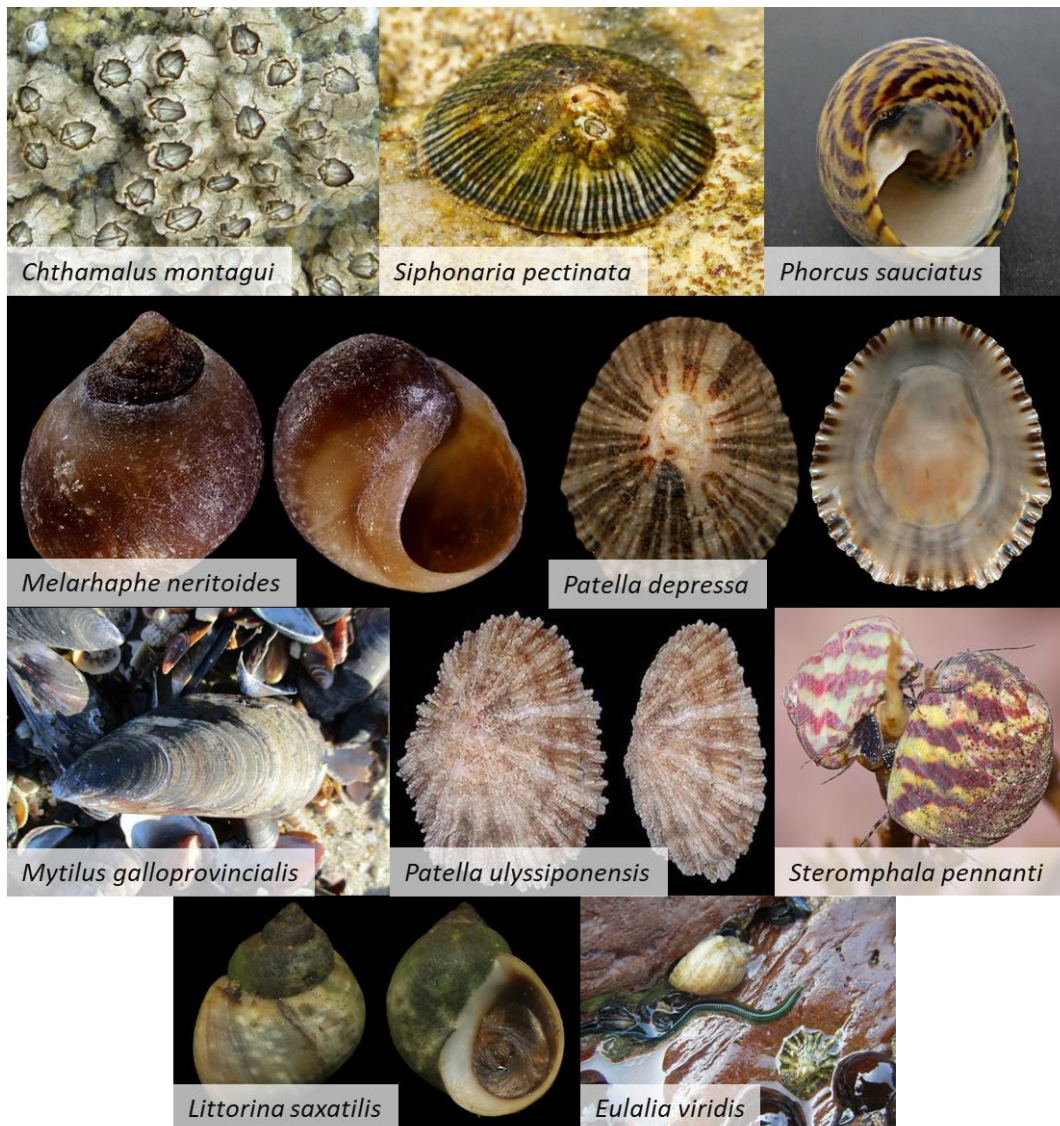 Chthamalus montagui
Siphonaria pectinata
Phorcus sauciatus
Melarhaphe neritoides
Patella depressa
Mytilus galloprovincialis
Patella ulyssiponensis
Steromphala pennanti
Littorina saxatilis
Eulalia viridis